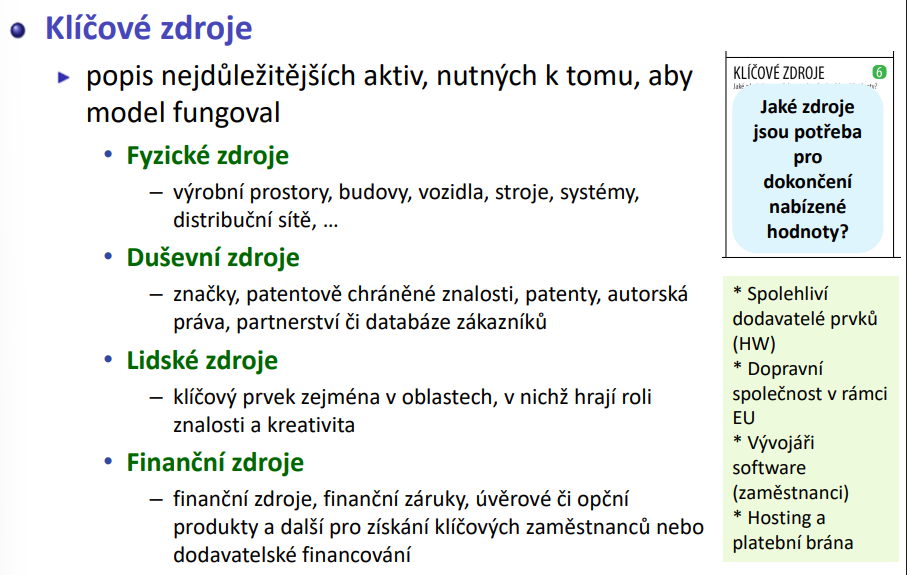 Klíčové zdroje
popis nejdůležitějších aktiv, nutných k tomu, aby
model fungoval
Fyzické zdroje
– výrobní prostory, budovy, vozidla, stroje, systémy,
distribuční sítě, ...
Duševní zdroje
– značky, patentově chráněné znalosti, patenty, autorská
práva, partnerství či databáze zákazníků
Lidské zdroje
– klíčový prvek zejména v oblastech, v nichž hrají roli
znalosti a kreativita
Finanční zdroje
– finanční zdroje, finanční záruky, úvěrové či opční
produkty a další pro získání klíčových zaměstnanců nebo
dodavatelské financování
KLÍČOVÉ ZDROJE 6
Jaké zdroje
jsou potřeba
pro
dokončení
nabízené
hodnoty?
* Spolehliví
dodavatelé prvků
(HW)
* Dopravní
společnost v rámci
EU
* Vývojáři
software
(zaměstnanci)
* Hosting a
platební brána